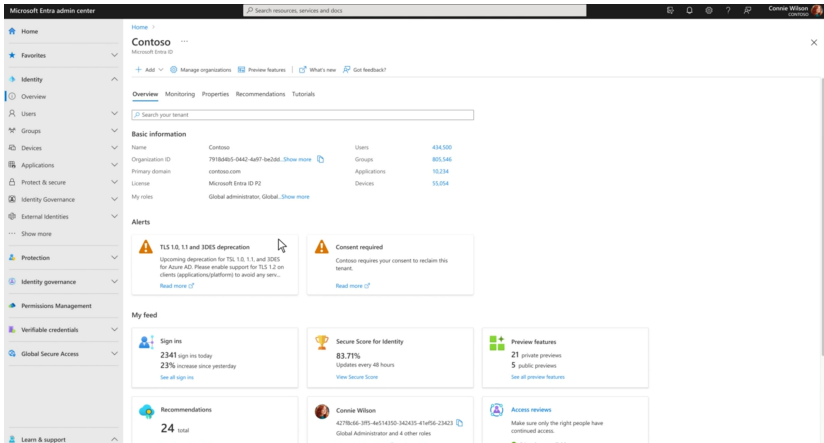 Microsoft Entra admin center
Search resources, services and docs
Connie Wilson
CONTOSO
Home
Favorites
Identity
Overview
Users
Groups
Devices
Applications
Protect & secure
Identity Governance
External Identities
Show more
Protection
Identity governance
Permissions Management
Verifiable credentials
Global Secure Access
Learn & support
Home >
Contoso ...
Microsoft Entra ID
Add
Manage organizations
Preview features
What's new
Got feedback?
Overview Monitoring Properties Recommendations Tutorials
Search your tenant
Basic information
Name Contoso Users 434,500
Organization ID Show more Groups 805,546
Primary domain contoso.com Applications 10,234
License Microsoft Entra ID P2 Devices 55,054
My roles Global administrator, Global...Show more
Alerts
TLS 1.0, 1.1 and 3DES deprecation
Upcoming deprecation for TSL 1.0, 1.1, and 3DES
for Azure AD. Please enable support for TLS 1.2 on
clients (applications/platform) to avoid any serv...
Read more
Consent required
Contoso requires your consent to reclaim this
tenant.
Read more
My feed
Sign ins
2341 sign ins today
23% increase since yesterday
See all sign ins
Secure Score for Identity
83.71%
Updates every 48 hours
View Secure Score
Preview features
21 private previews
5 public previews
See all preview features
Recommendations
24 total
Connie Wilson
Global Administrator and 4 other roles
Access reviews
Make sure only the right people have
continued access.